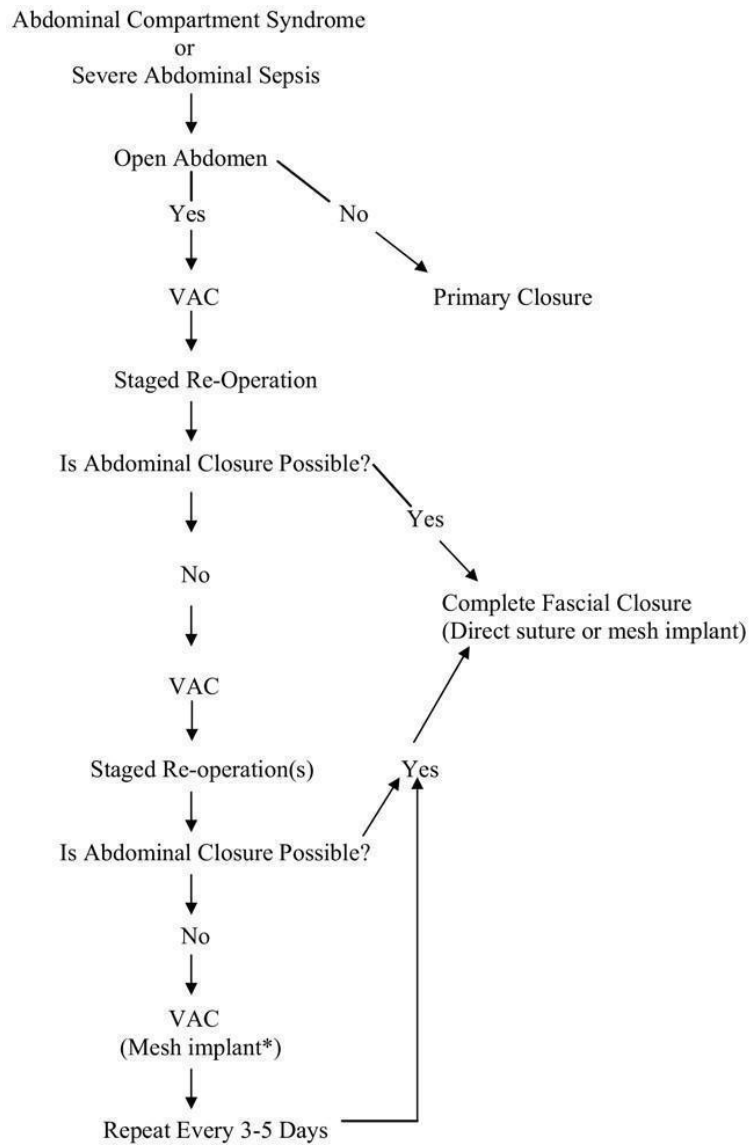 Abdominal Compartment Syndrome
or
Severe Abdominal Sepsis
Open Abdomen
Yes
No
VAC
Primary Closure
Staged Re-Operation
Is Abdominal Closure Possible?
Yes
No
Complete Fascial Closure
(Direct suture or mesh implant)
VAC
Staged Re-operation(s)
Yes
Is Abdominal Closure Possible?
No
VAC
(Mesh implant*)
Repeat Every 3-5 Days